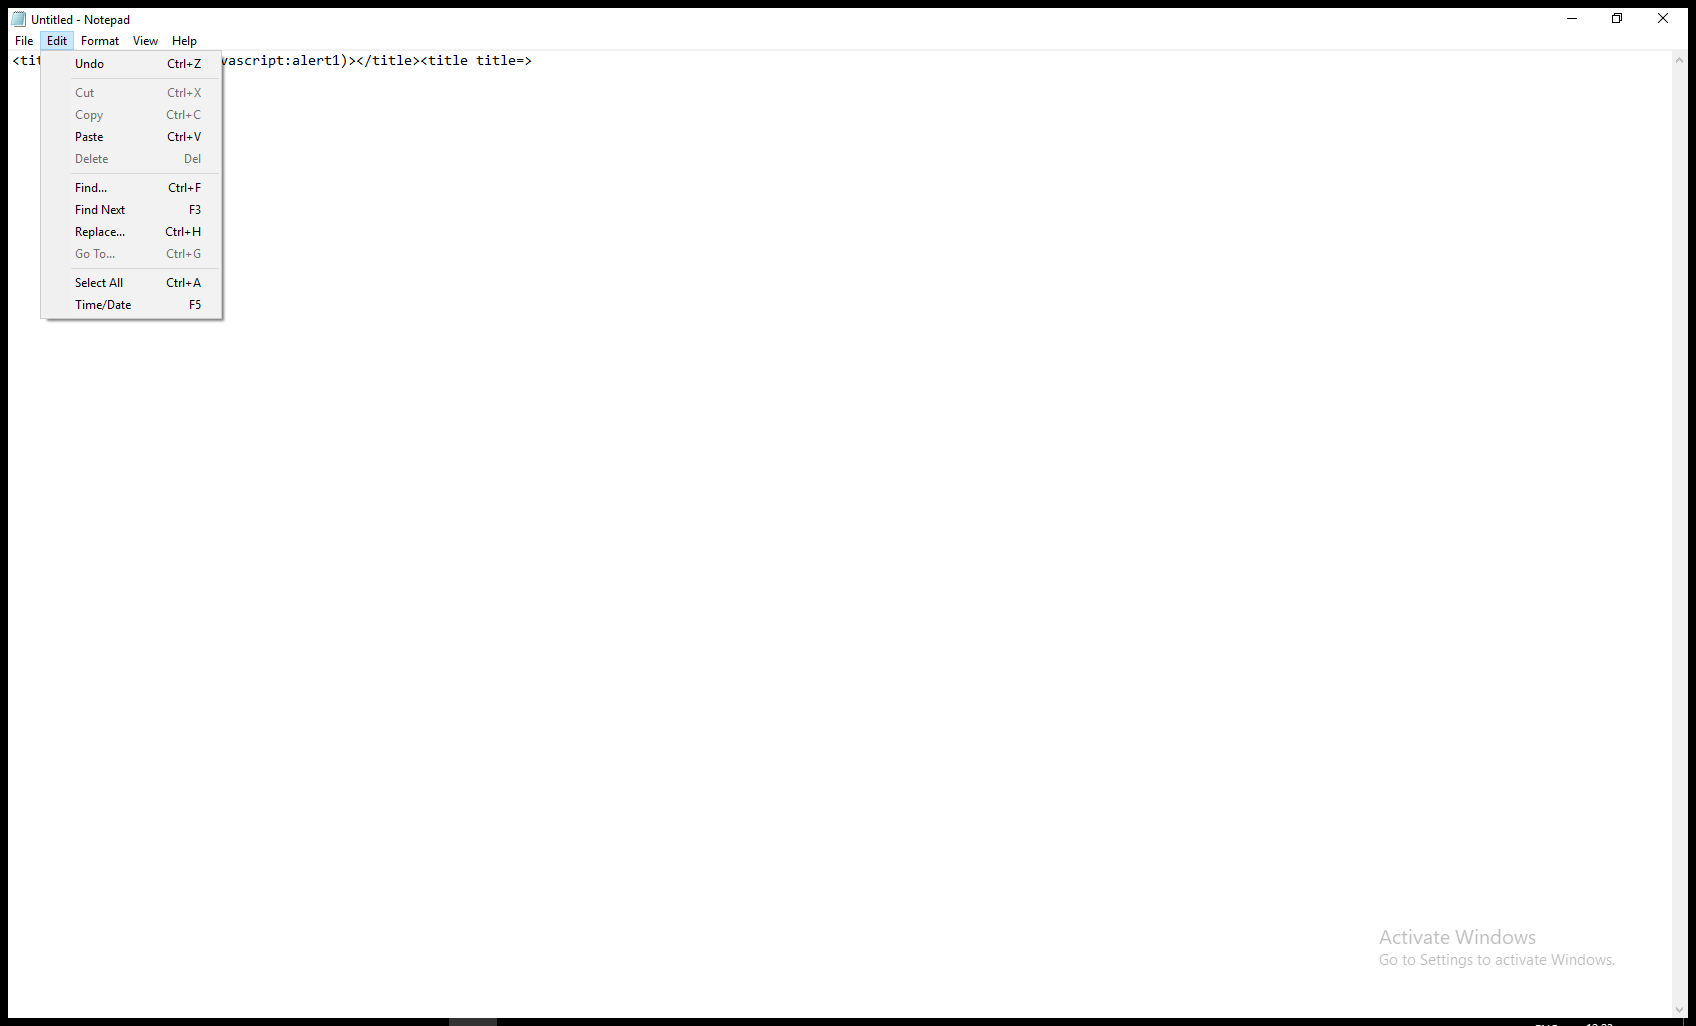 Untitled - Notepad
File Edit Format View Help
vascript:alert1)></title><title title=>
Undo Ctrl+Z
Cut Ctrl+X
Copy Ctrl+C
Paste Ctrl+V
Delete Del
Find... Ctrl+F
Find Next F3
Replace... Ctrl+H
Go To... Ctrl+G
Select All Ctrl+A
Time/Date F5
Activate Windows
Go to Settings to activate Windows.